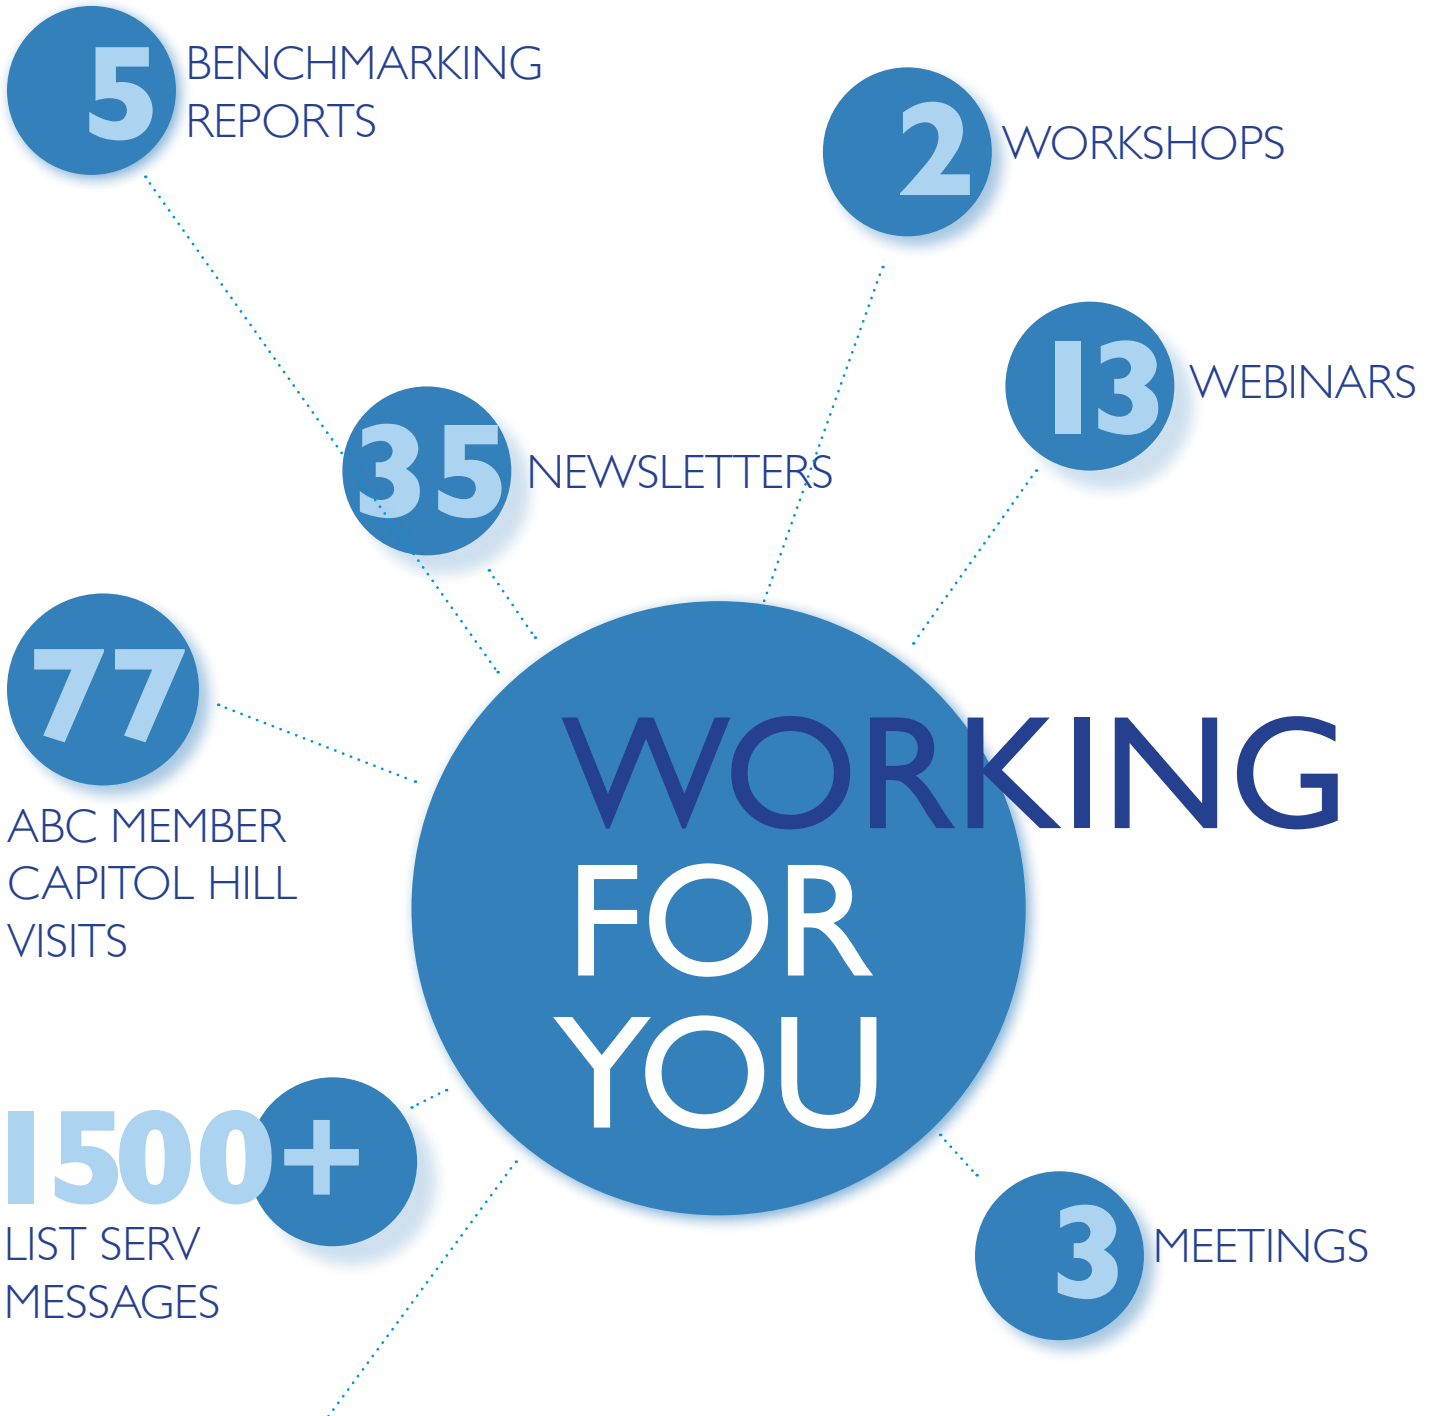 5
BENCHMARKING
REPORTS
2
WORKSHOPS
13
WEBINARS
35
NEWSLETTERS
77
ABC MEMBER
CAPITOL HILL
VISITS
WORKING
FOR
YOU
1500+
LIST SERV
MESSAGES
3
MEETINGS